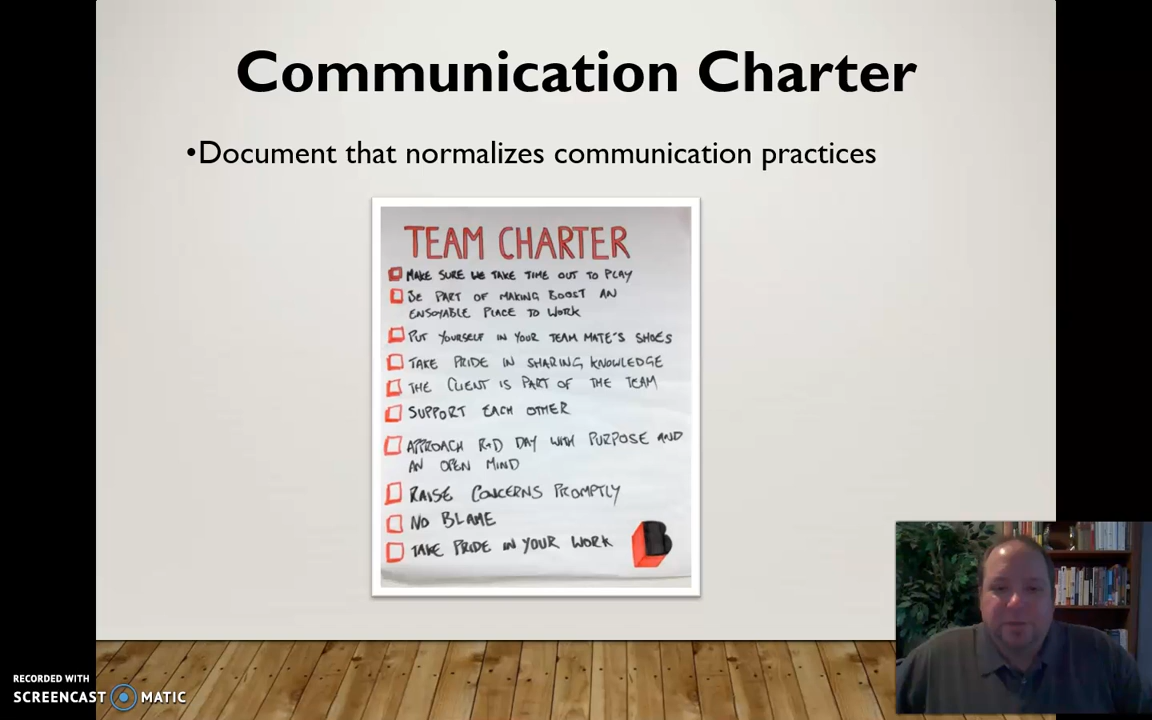 Communication Charter
•Document that normalizes communication practices
TEAM CHARTER
MAKE SURE WE TAKE TIME OUT TO PLAY
BE PART OF MAKING BOOST AN
ENJOYABLE PLACE TO WORK
PUT YOURSELF IN YOUR TEAM MATE'S SHOES
TAKE PRIDE IN SHARING KNOWLEDGE
THE CLIENT IS PART OF THE TEAM
SUPPORT EACH OTHER
APPROACH R+D DAY WITH PURPOSE AND
AN OPEN MIND
RAISE CONCERNS PROMPTLY
NO BLAME
TAKE PRIDE IN YOUR WORK
B
RECORDED WITH
SCREENCAST MATIC